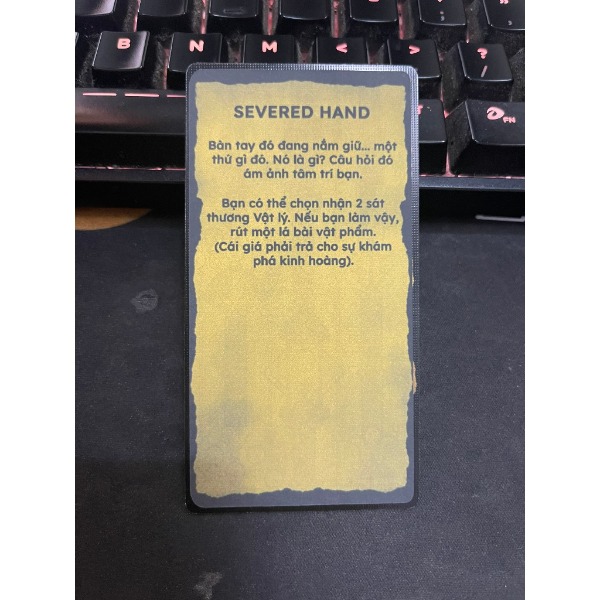 B N M < > ?
/
FN
SEVERED HAND
Bàn tay đó đang nắm giữ... một
thứ gì đó. Nó là gì? Câu hỏi đó
ám ảnh tâm trí bạn.
Bạn có thể chọn nhận 2 sát
thương Vật lý. Nếu bạn làm vậy,
rút một lá bài vật phẩm.
(Cái giá phải trả cho sự khám
phá kinh hoàng).